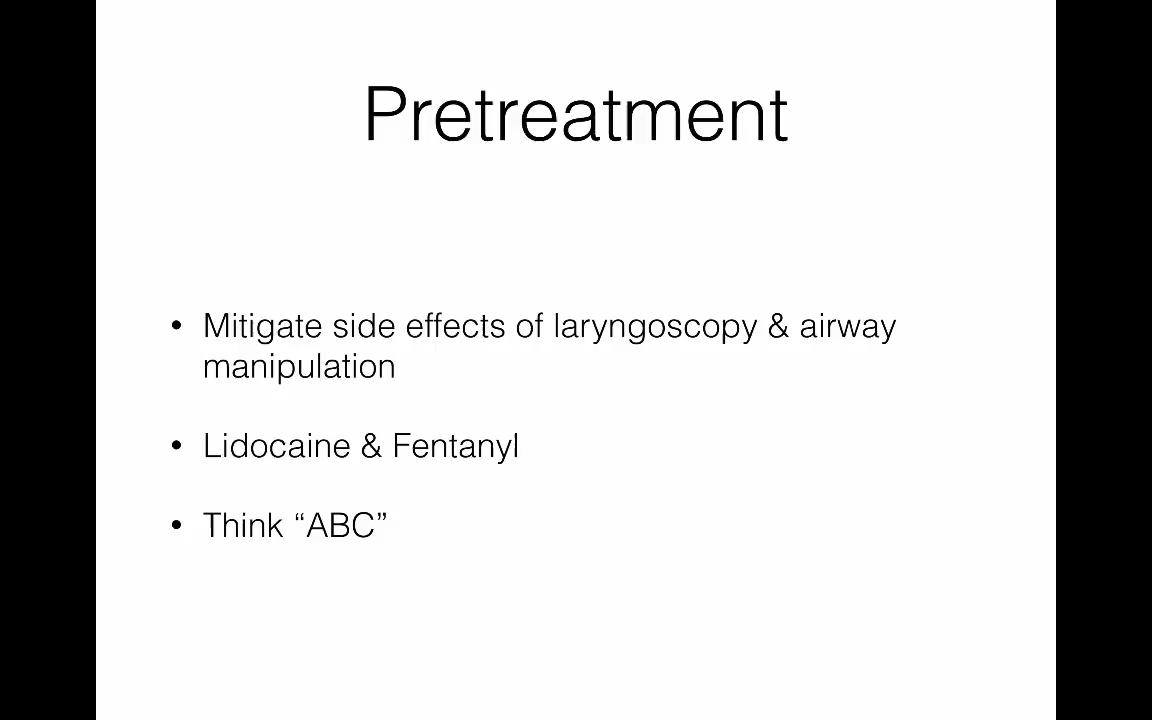 Pretreatment
• Mitigate side effects of laryngoscopy & airway
manipulation
• Lidocaine & Fentanyl
• Think “ABC”